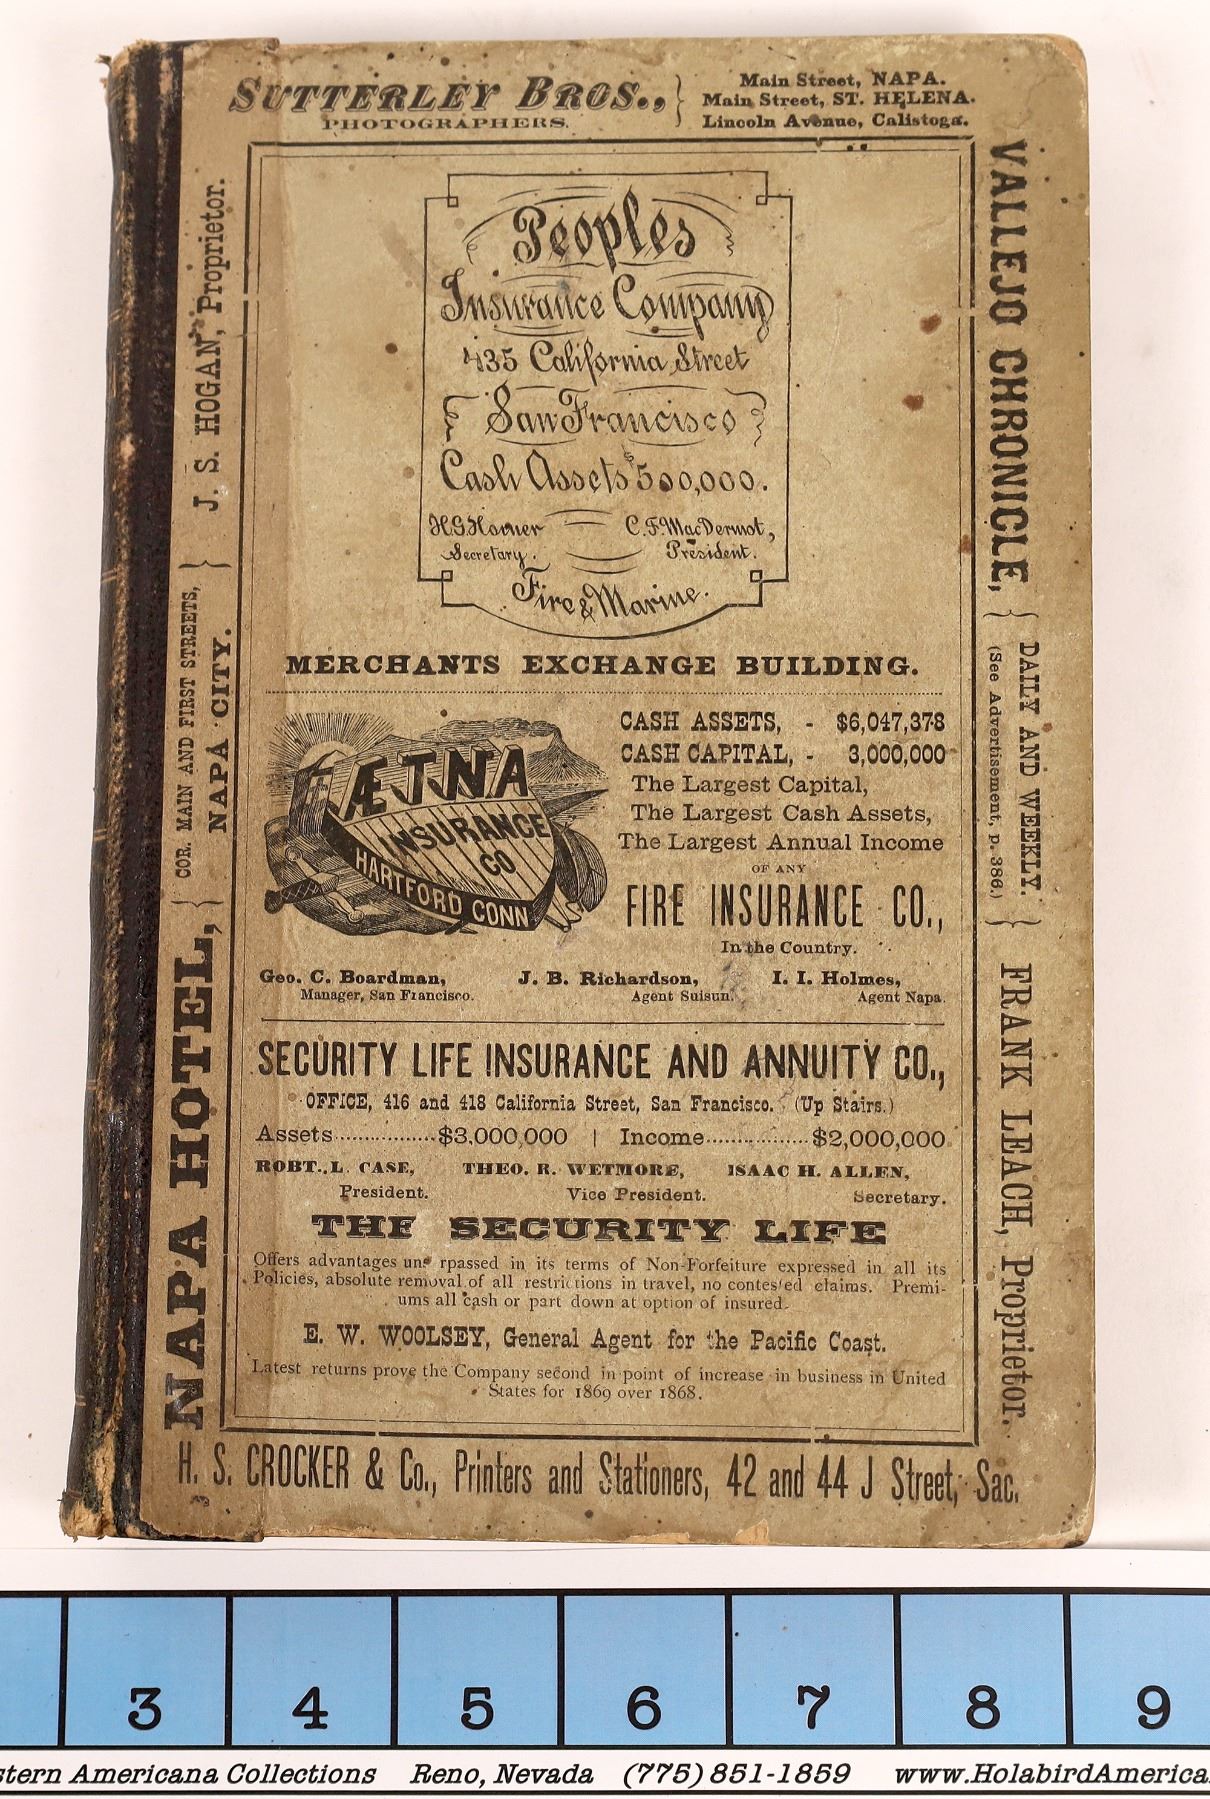 SUTTERLEY BROS.,
PHOTOGRAPHERS.
Main Street, NAPA.
Main Street, ST. HELENA.
Lincoln Avenue, Calistoga.
NAPA HOTEL,
COR. MAIN AND FIRST STREETS,
NAPA CITY.
J. S. HOGAN, Proprietor.
Peoples
Insurance Company
435 California Street
San Francisco
Cash Assets $500,000.
H.G. Horner
Secretary.
C.F. MacDermot,
President.
Fire & Marine.
MERCHANTS EXCHANGE BUILDING.
ÆTNA
INSURANCE
CO
HARTFORD CONN
CASH ASSETS, - $6,047,378
CASH CAPITAL, - 3,000,000
The Largest Capital,
The Largest Cash Assets,
The Largest Annual Income
OF ANY
FIRE INSURANCE CO.,
In the Country.
Geo. C. Boardman,
Manager, San Francisco.
J. B. Richardson,
Agent Suisun.
I. I. Holmes,
Agent Napa.
SECURITY LIFE INSURANCE AND ANNUITY CO.,
OFFICE, 416 and 418 California Street, San Francisco. (Up Stairs.)
Assets.................$3,000,000 | Income.................$2,000,000
ROBT. L. CASE, THEO. R. WETMORE, ISAAC H. ALLEN,
President. Vice President. Secretary.
THE SECURITY LIFE
Offers advantages uns rpassed in its terms of Non-Forfeiture expressed in all its
Policies, absolute removal of all restrictions in travel, no contested claims. Premi-
ums all cash or part down at option of insured.
E. W. WOOLSEY, General Agent for the Pacific Coast.
Latest returns prove the Company second in point of increase in business in United
States for 1869 over 1868.
VALLEJO CHRONICLE,
DAILY AND WEEKLY.
(See Advertisement, p. 386.)
FRANK LEACH, Proprietor.
H. S. CROCKER & Co., Printers and Stationers, 42 and 44 J Street, Sac.
3 4 5 6 7 8 9
stern Americana Collections Reno, Nevada (775) 851-1859 www.HolabirdAmerica